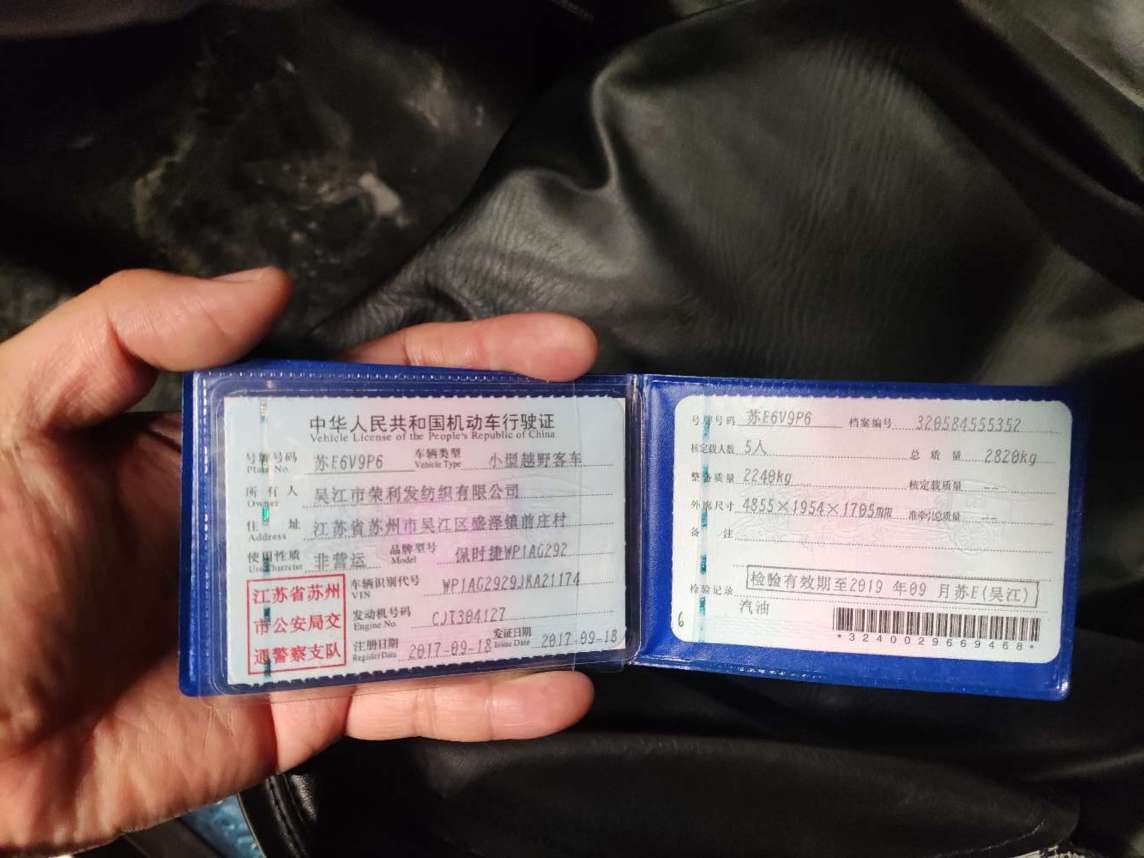 中华人民共和国机动车行驶证
Vehicle License of the People's Republic of China
号牌号码 苏E6V9P6 车辆类型 小型越野客车
Plate No. Vehicle Type
所有人 吴江市荣利发纺织有限公司
Owner
住址 江苏省苏州市吴江区盛泽镇前庄村
Address
使用性质 非营运 品牌型号 保时捷WP1AG292
Use Character Model
江苏省苏州
市公安局交
通警察支队
车辆识别代号 WP1AG2929JKA21174
VIN
发动机号码 CJT304127
Engine No.
注册日期 2017-09-18 发证日期 2017-09-18
Register Date Issue Date
号牌号码 苏E6V9P6 档案编号 320584555352
核定载人数 5人 总质量 2820kg
整备质量 2240kg 核定载质量 --
外廓尺寸 4855×1954×1705mm 准牵引总质量 --
备注
检验记录 检验有效期至2019年09月苏E(吴江)
汽油
*3240029669468*
6